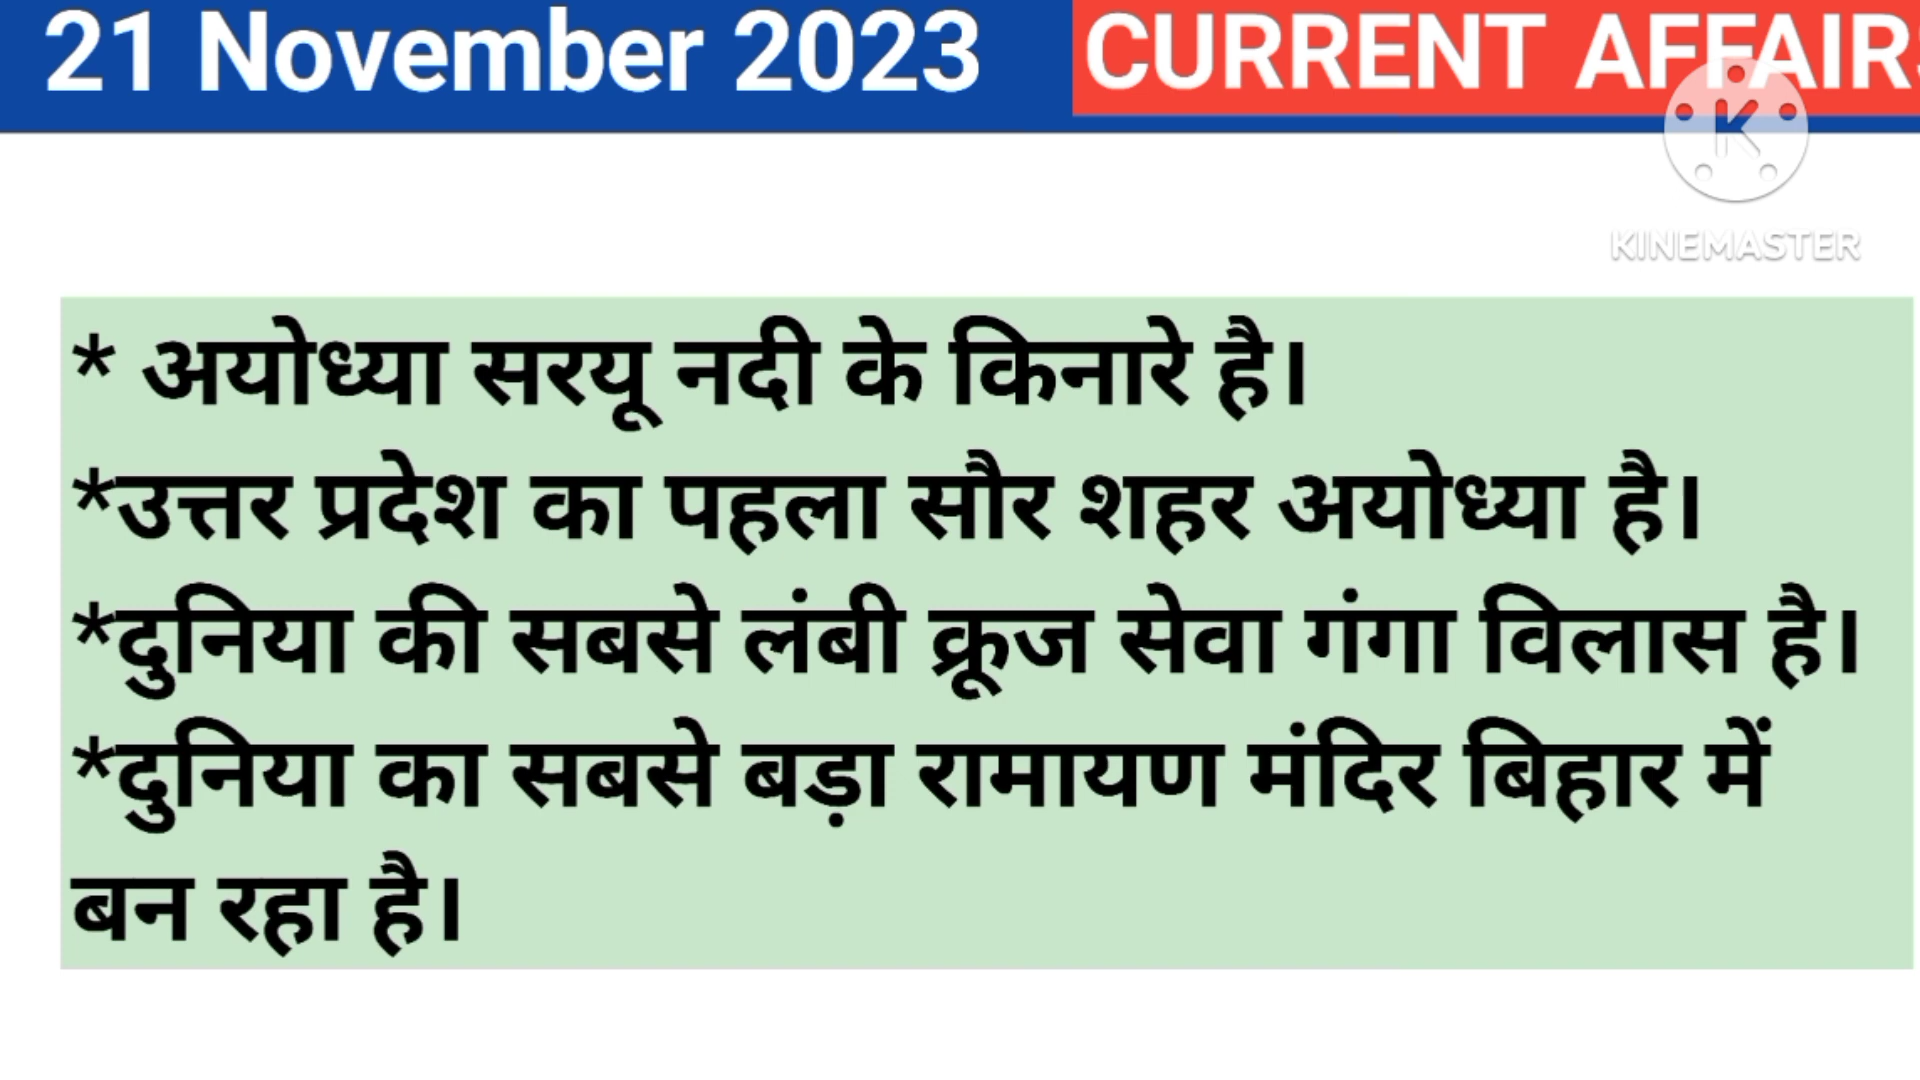 21 November 2023 CURRENT AFFAIRS
KINEMASTER
* अयोध्या सरयू नदी के किनारे है।
*उत्तर प्रदेश का पहला सौर शहर अयोध्या है।
*दुनिया की सबसे लंबी क्रूज सेवा गंगा विलास है।
*दुनिया का सबसे बड़ा रामायण मंदिर बिहार में
बन रहा है।